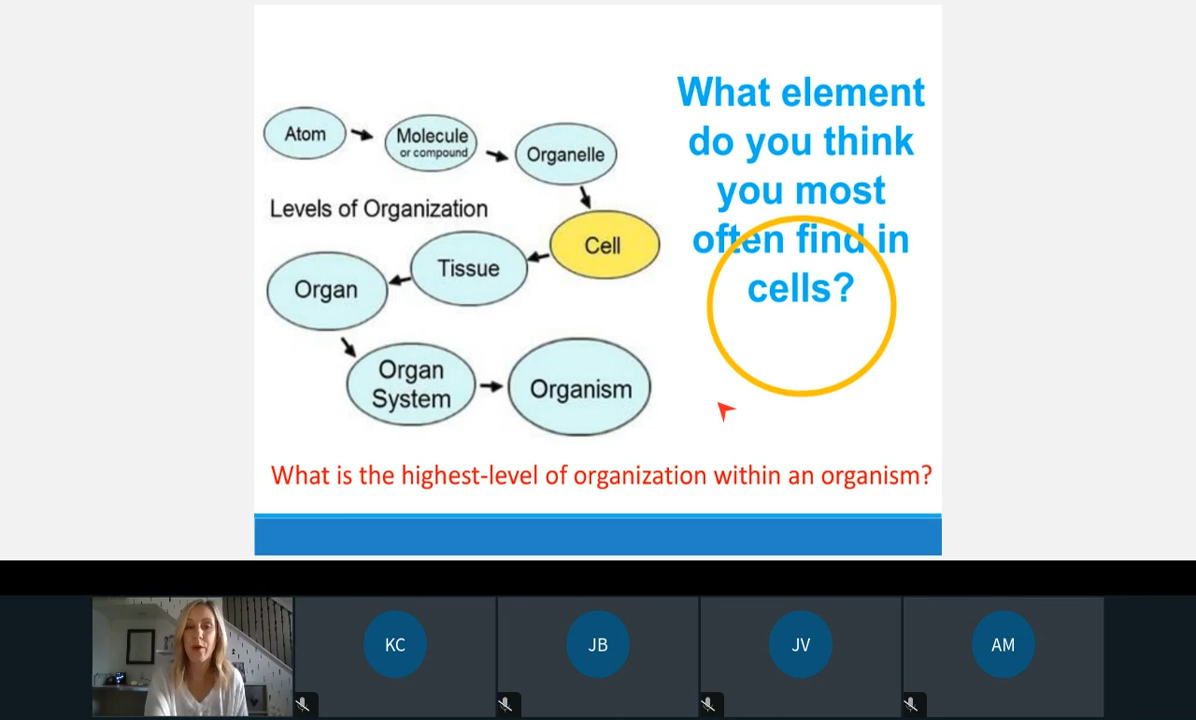 What element
do you think
you most
often find in
cells?
Atom
Molecule
or compound
Organelle
Levels of Organization
Cell
Tissue
Organ
Organ
System
Organism
What is the highest-level of organization within an organism?
KC
JB
JV
AM